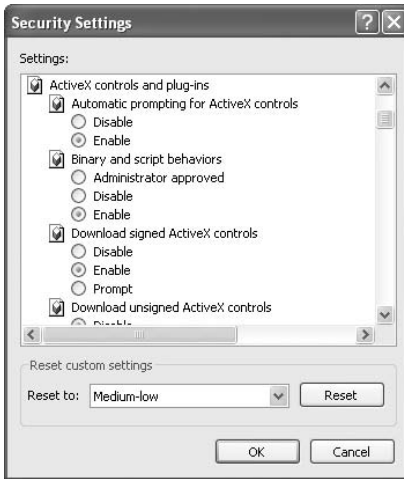 Security Settings
Settings:
ActiveX controls and plug-ins
Automatic prompting for ActiveX controls
Disable
Enable
Binary and script behaviors
Administrator approved
Disable
Enable
Download signed ActiveX controls
Disable
Enable
Prompt
Download unsigned ActiveX controls
Disable
Reset custom settings
Reset to: Medium-low Reset
OK Cancel